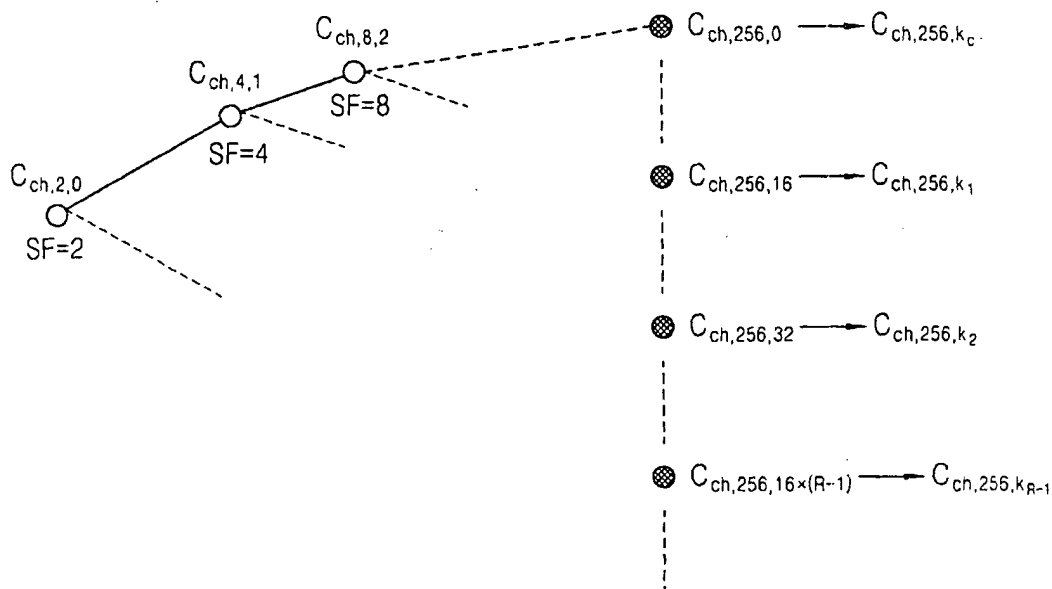 C_ch,256,0 → C_ch,256,k_c
C_ch,8,2
SF=8
C_ch,4,1
SF=4
C_ch,256,16 → C_ch,256,k_1
C_ch,2,0
SF=2
C_ch,256,32 → C_ch,256,k_2
C_ch,256,16×(R-1) → C_ch,256,k_R-1